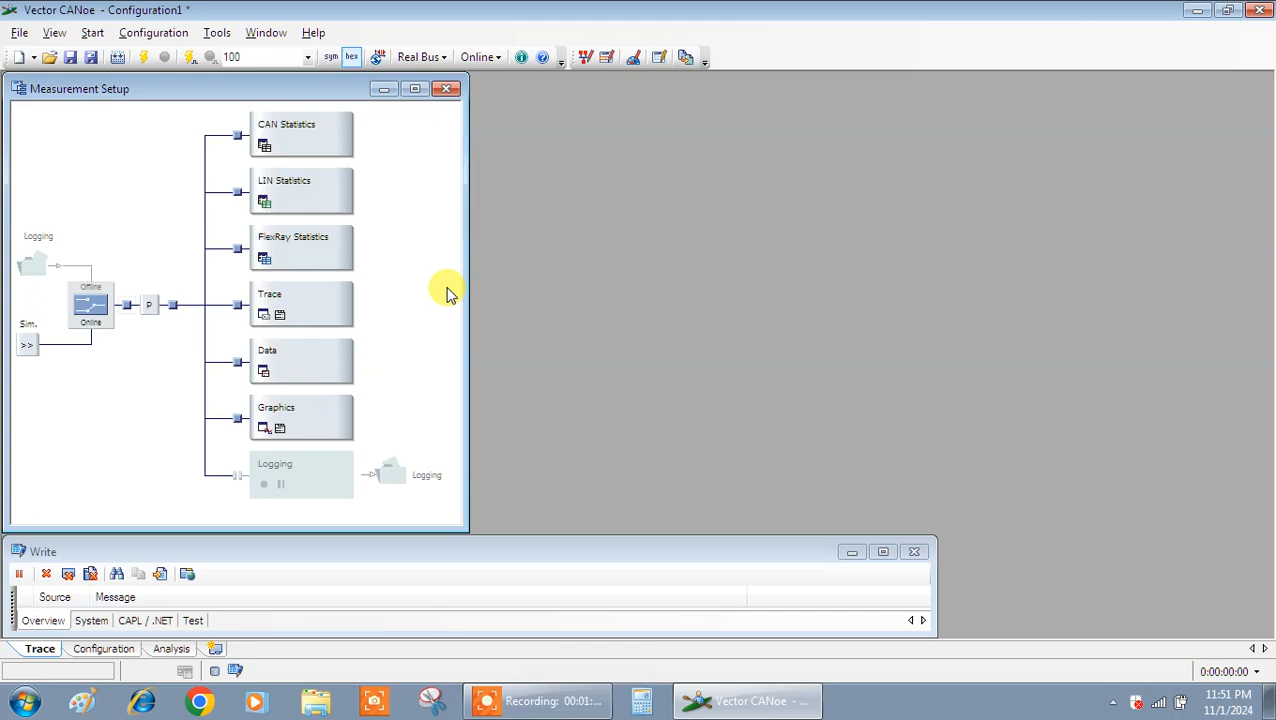 Vector CANoe - Configuration1 *
File View Start Configuration Tools Window Help
100 sym hex Real Bus Online
Measurement Setup
CAN Statistics
LIN Statistics
FlexRay Statistics
Logging
Offline
Online
P
Trace
Sim.
>>
Data
Graphics
Logging
Logging
Write
Source Message
Overview System CAPL / .NET Test
Trace Configuration Analysis
0:00:00:00
Recording: 00:01:...
Vector CANoe - ...
11:51 PM
11/1/2024